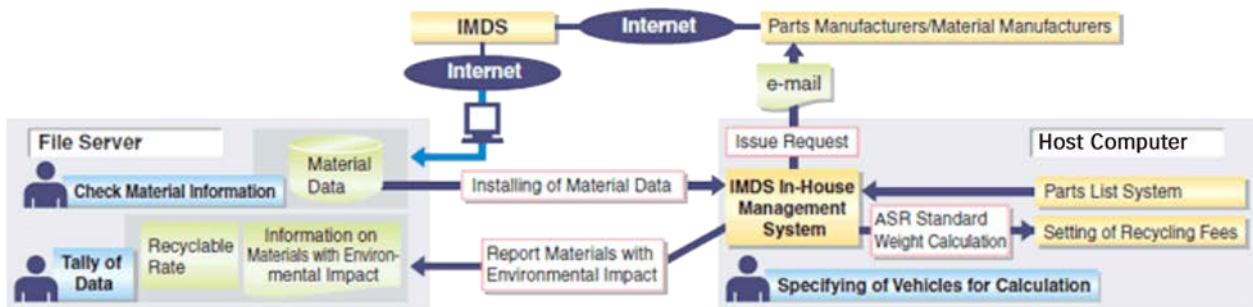 IMDS
Internet
Parts Manufacturers/Material Manufacturers
Internet
e-mail
File Server
Material
Data
Check Material Information
Installing of Material Data
Issue Request
Host Computer
IMDS In-House
Management
System
Parts List System
ASR Standard
Weight Calculation
Setting of Recycling Fees
Recyclable
Rate
Information on
Materials with Environ-
mental Impact
Tally of
Data
Report Materials with
Environmental Impact
Specifying of Vehicles for Calculation